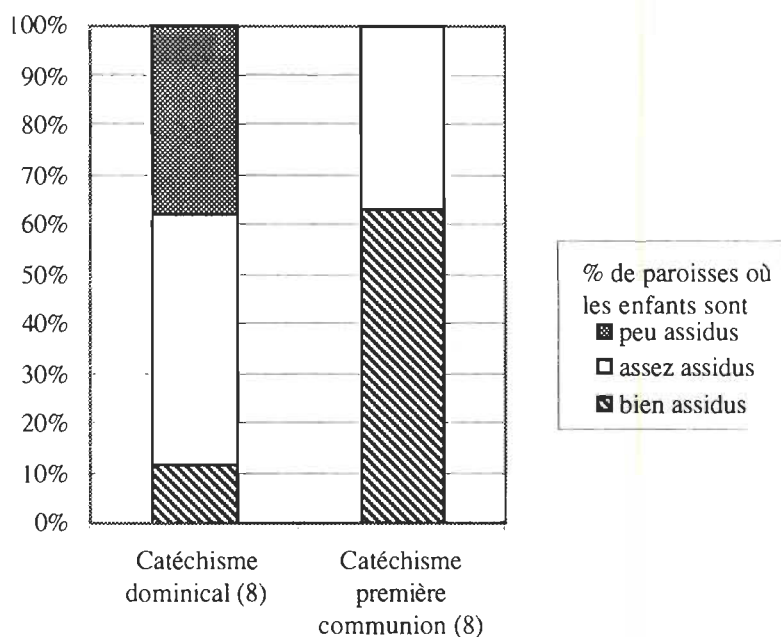 100%
90%
80%
70%
60%
50%
40%
30%
20%
10%
0%
Catéchisme
dominical (8)
Catéchisme
première
communion (8)
% de paroisses où
les enfants sont
peu assidus
assez assidus
bien assidus